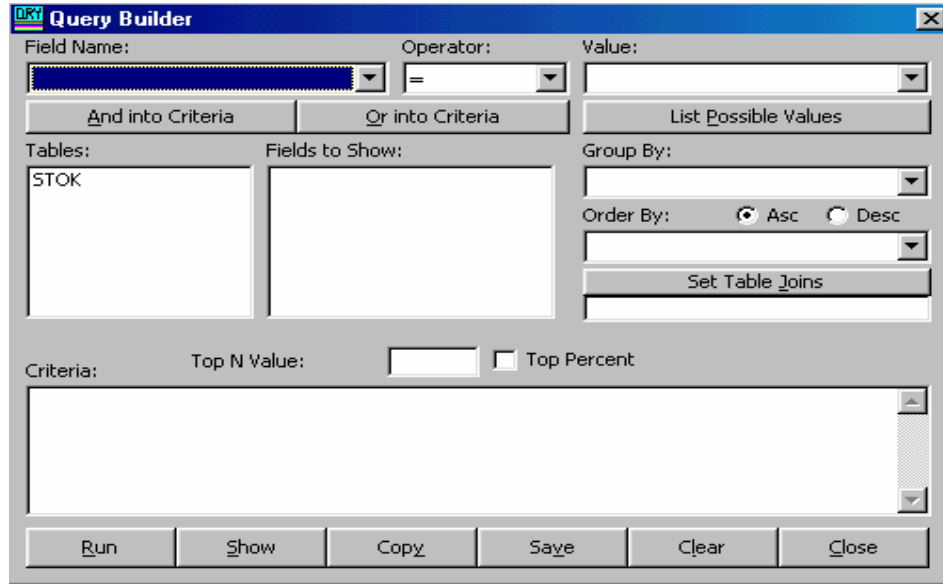 QRY Query Builder
Field Name: Operator: Value:
=
And into Criteria Or into Criteria List Possible Values
Tables: Fields to Show: Group By:
STOK
Order By: Asc Desc
Set Table Joins
Top N Value: Top Percent
Criteria:
Run Show Copy Save Clear Close